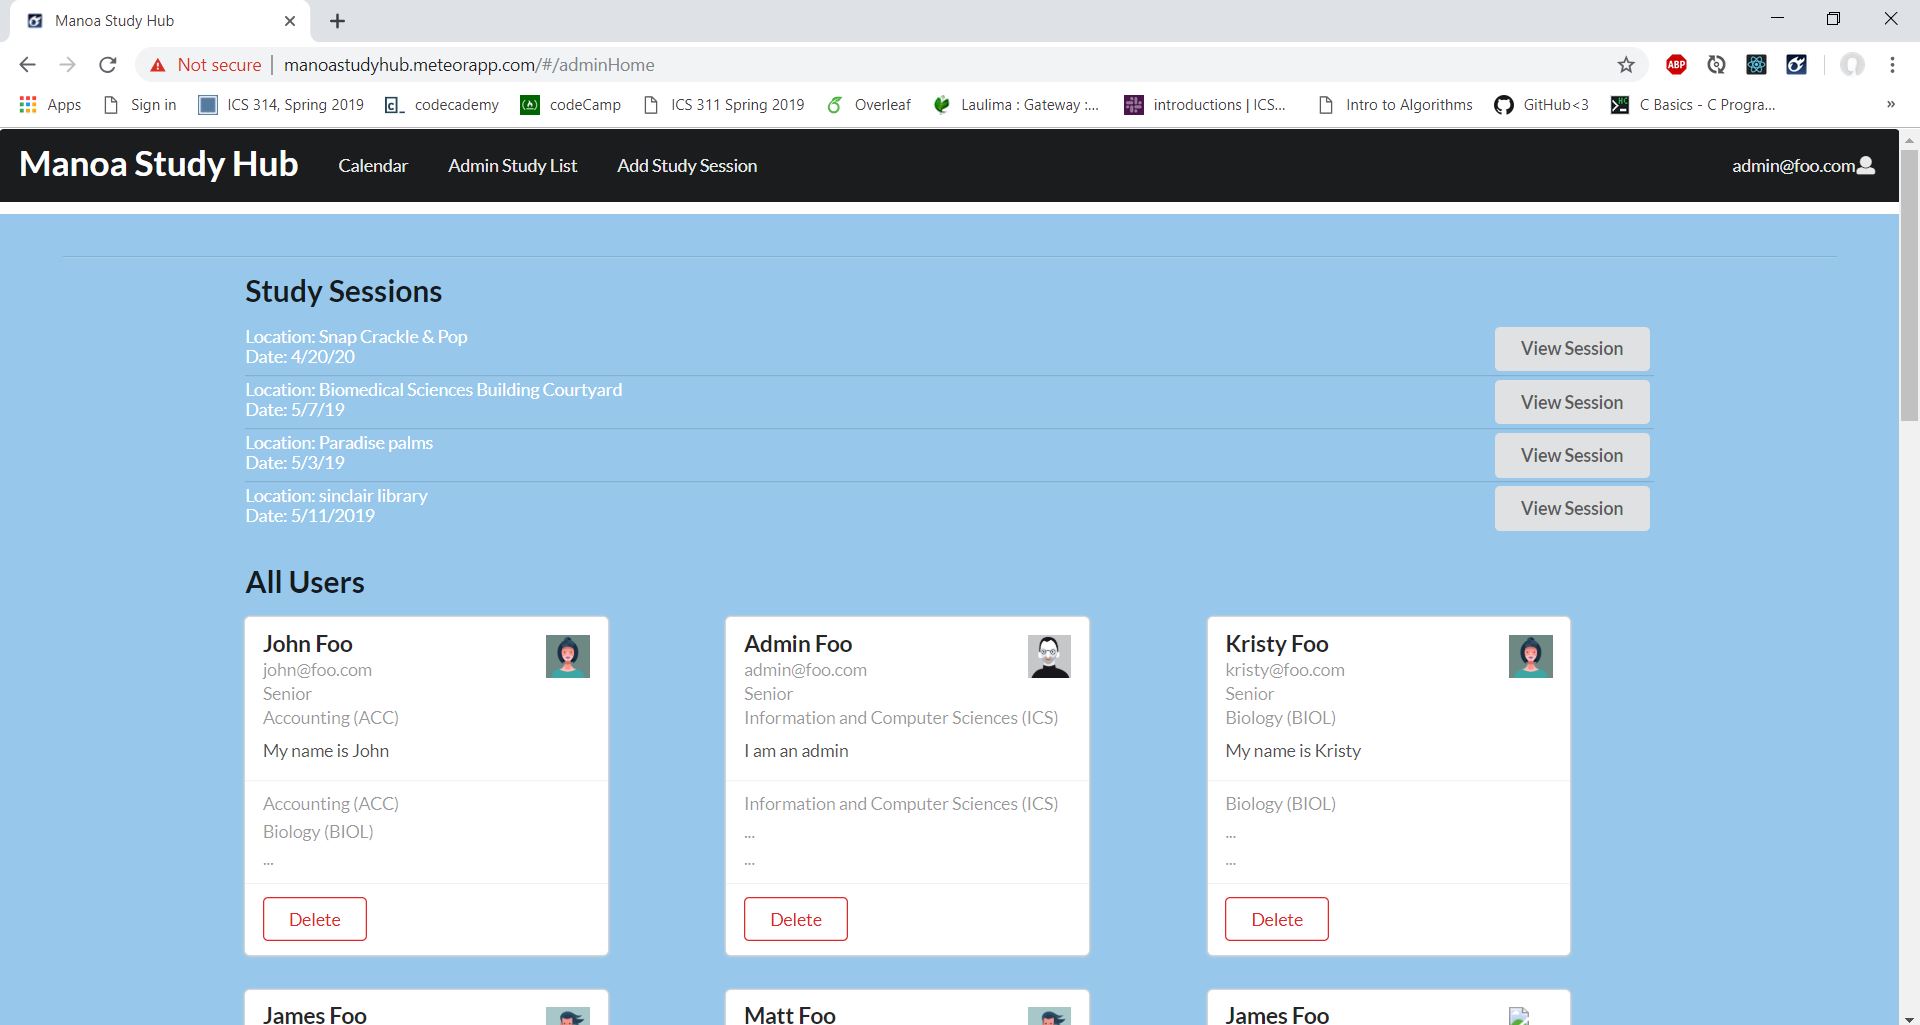 Manoa Study Hub
Not secure | manoastudyhub.meteorapp.com/#/adminHome
ABP
Apps Sign in ICS 314, Spring 2019 codecademy codeCamp ICS 311 Spring 2019 Overleaf Laulima : Gateway :... introductions | ICS... Intro to Algorithms GitHub<3 C Basics - C Progra... »
Manoa Study Hub Calendar Admin Study List Add Study Session admin@foo.com
Study Sessions
Location: Snap Crackle & Pop
Date: 4/20/20
View Session
Location: Biomedical Sciences Building Courtyard
Date: 5/7/19
View Session
Location: Paradise palms
Date: 5/3/19
View Session
Location: sinclair library
Date: 5/11/2019
View Session
All Users
John Foo
john@foo.com
Senior
Accounting (ACC)
My name is John
Accounting (ACC)
Biology (BIOL)
...
Delete
Admin Foo
admin@foo.com
Senior
Information and Computer Sciences (ICS)
I am an admin
Information and Computer Sciences (ICS)
...
...
Delete
Kristy Foo
kristy@foo.com
Senior
Biology (BIOL)
My name is Kristy
Biology (BIOL)
...
...
Delete
James Foo
Matt Foo
James Foo